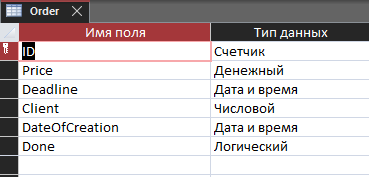 Order
Имя поля Тип данных
ID Счетчик
Price Денежный
Deadline Дата и время
Client Числовой
DateOfCreation Дата и время
Done Логический